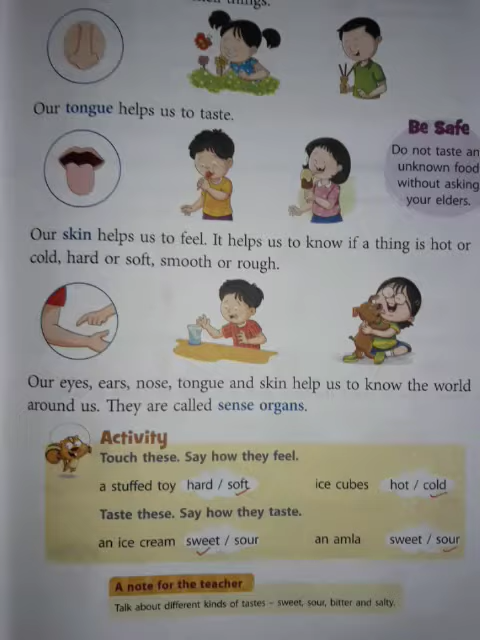 things.
Our tongue helps us to taste.
Be Safe
Do not taste an
unknown food
without asking
your elders.
Our skin helps us to feel. It helps us to know if a thing is hot or
cold, hard or soft, smooth or rough.
Our eyes, ears, nose, tongue and skin help us to know the world
around us. They are called sense organs.
Activity
Touch these. Say how they feel.
a stuffed toy hard / soft ice cubes hot / cold
Taste these. Say how they taste.
an ice cream sweet / sour an amla sweet / sour
A note for the teacher
Talk about different kinds of tastes – sweet, sour, bitter and salty.